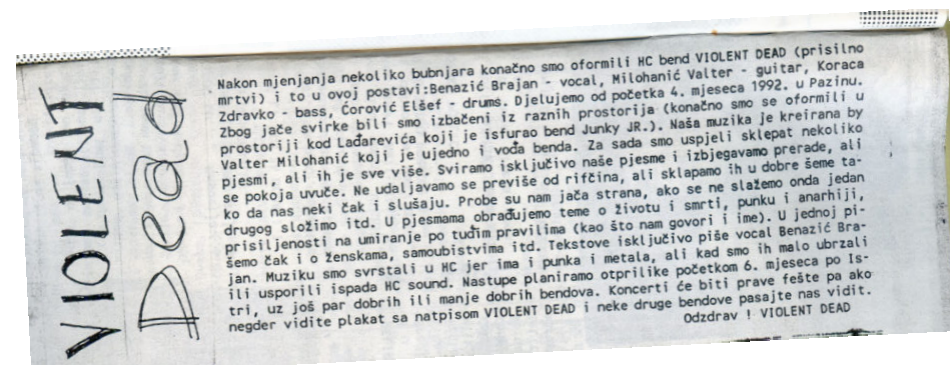 VIOLENT
Dead
Nakon mjenjanja nekoliko bubnjara konačno smo oformili HC bend VIOLENT DEAD (prisilno
mrtvi) i to u ovoj postavi:Benazić Brajan - vocal, Milohanić Valter - guitar, Koraca
Zdravko - bass, Ćorović Elšef - drums. Djelujemo od početka 4. mjeseca 1992. u Pazinu.
Zbog jače svirke bili smo izbačeni iz raznih prostorija (konačno smo se oformili u
prostoriji kod Lađarevića koji je isfurao bend Junky JR.). Naša muzika je kreirana by
Valter Milohanić koji je ujedno i vođa benda. Za sada smo uspjeli sklepat nekoliko
pjesmi, ali ih je sve više. Sviramo isključivo naše pjesme i izbjegavamo prerade, ali
se pokoja uvuče. Ne udaljavamo se previše od rifčina, ali sklapamo ih u dobre šeme ta-
ko da nas neki čak i slušaju. Probe su nam jača strana, ako se ne slažemo onda jedan
drugog složimo itd. U pjesmama obrađujemo teme o životu i smrti, punku i anarhiji,
prisiljenosti na umiranje po tuđim pravilima (kao što nam govori i ime). U jednoj pi-
šemo čak i o ženskama, samoubistvima itd. Tekstove isključivo piše vocal Benazić Bra-
jan. Muziku smo svrstali u HC jer ima i punka i metala, ali kad smo ih malo ubrzali
ili usporili ispada HC sound. Nastupe planiramo otprilike početkom 6. mjeseca po Is-
tri, uz još par dobrih ili manje dobrih bendova. Koncerti će biti prave fešte pa ako
negder vidite plakat sa natpisom VIOLENT DEAD i neke druge bendove pasajte nas vidit.
Odzdrav ! VIOLENT DEAD